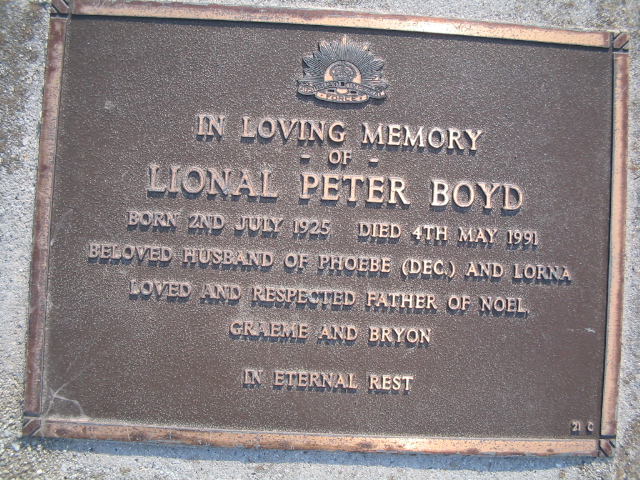 FORCES
IN LOVING MEMORY
- OF -
LIONAL PETER BOYD
BORN 2ND JULY 1925 DIED 4TH MAY 1991
BELOVED HUSBAND OF PHOEBE (DEC.) AND LORNA
LOVED AND RESPECTED FATHER OF NOEL,
GRAEME AND BRYON
IN ETERNAL REST
21 C